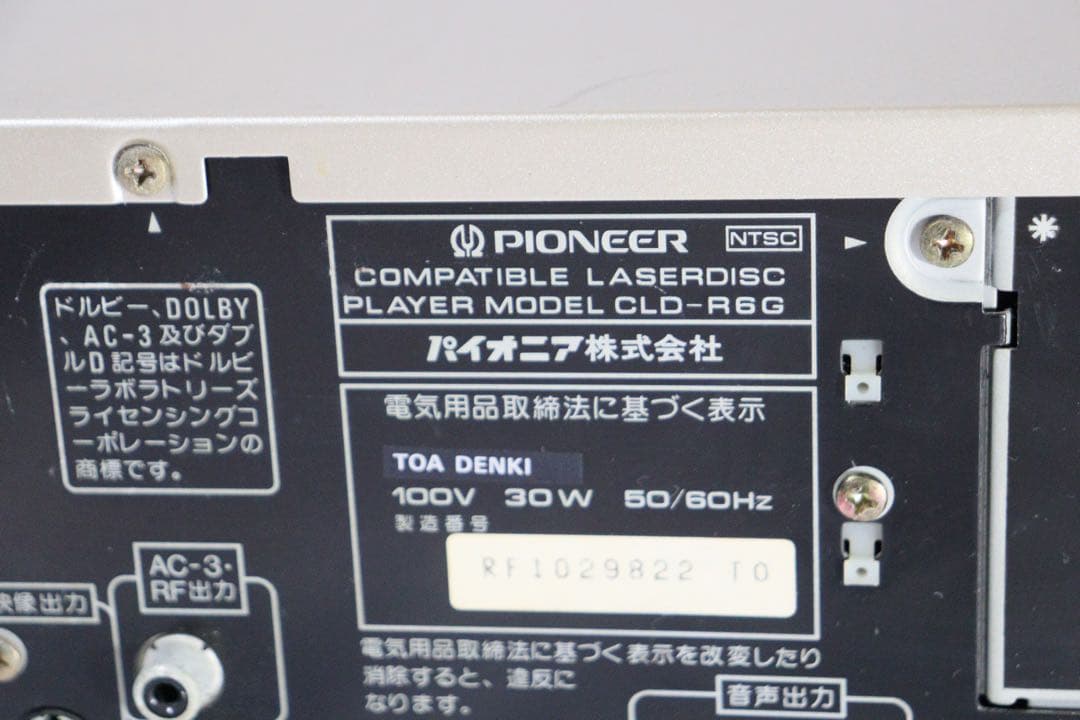 PIONEER NTSC
COMPATIBLE LASERDISC
PLAYER MODEL CLD-R6G
パイオニア株式会社
ドルビー、DOLBY
、AC-3及びダブ
ルD記号はドルビ
ーラボラトリーズ
ライセンシングコ
ーポレーションの
商標です。
電気用品取締法に基づく表示
TOA DENKI
100V 30W 50/60Hz
製造番号
RF1029822 TO
AC-3・
RF出力
映像出力
電気用品取締法に基づく表示を改変したり
消除すると、違反に
なります。
音声出力